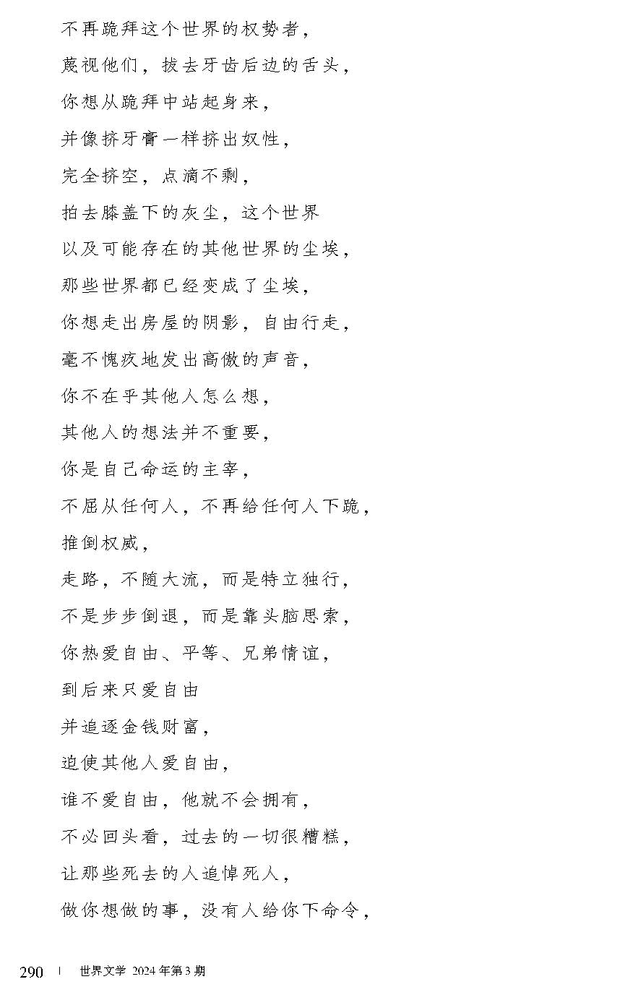 不再跪拜这个世界的权势者，
蔑视他们，拔去牙齿后边的舌头，
你想从跪拜中站起身来，
并像挤牙膏一样挤出奴性，
完全挤空，点滴不剩，
拍去膝盖下的灰尘，这个世界
以及可能存在的其他世界的尘埃，
那些世界都已经变成了尘埃，
你想走出房屋的阴影，自由行走，
毫不愧疚地发出高傲的声音，
你不在乎其他人怎么想，
其他人的想法并不重要，
你是自己命运的主宰，
不屈从任何人，不再给任何人下跪，
推倒权威，
走路，不随大流，而是特立独行，
不是步步倒退，而是靠头脑思索，
你热爱自由、平等、兄弟情谊，
到后来只爱自由
并追逐金钱财富，
迫使其他人爱自由，
谁不爱自由，他就不会拥有，
不必回头看，过去的一切很糟糕，
让那些死去的人追悼死人，
做你想做的事，没有人给你下命令，
290 | 世界文学 2024 年第 3 期